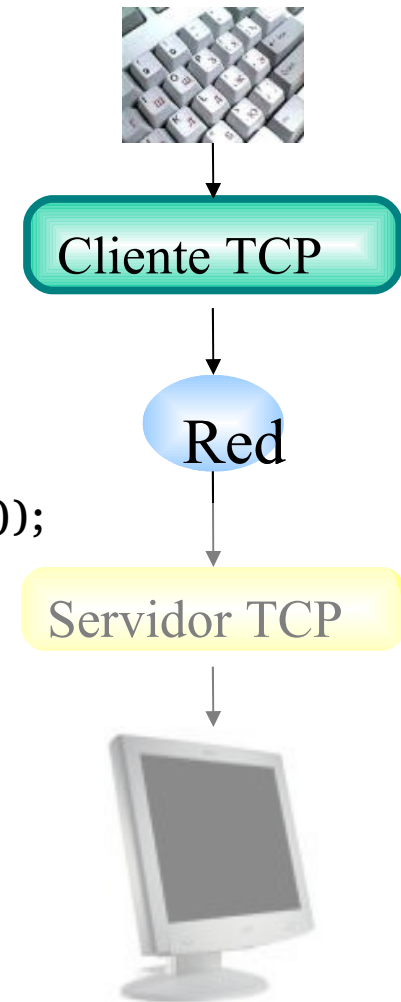 Cliente TCP
Red
));
Servidor TCP